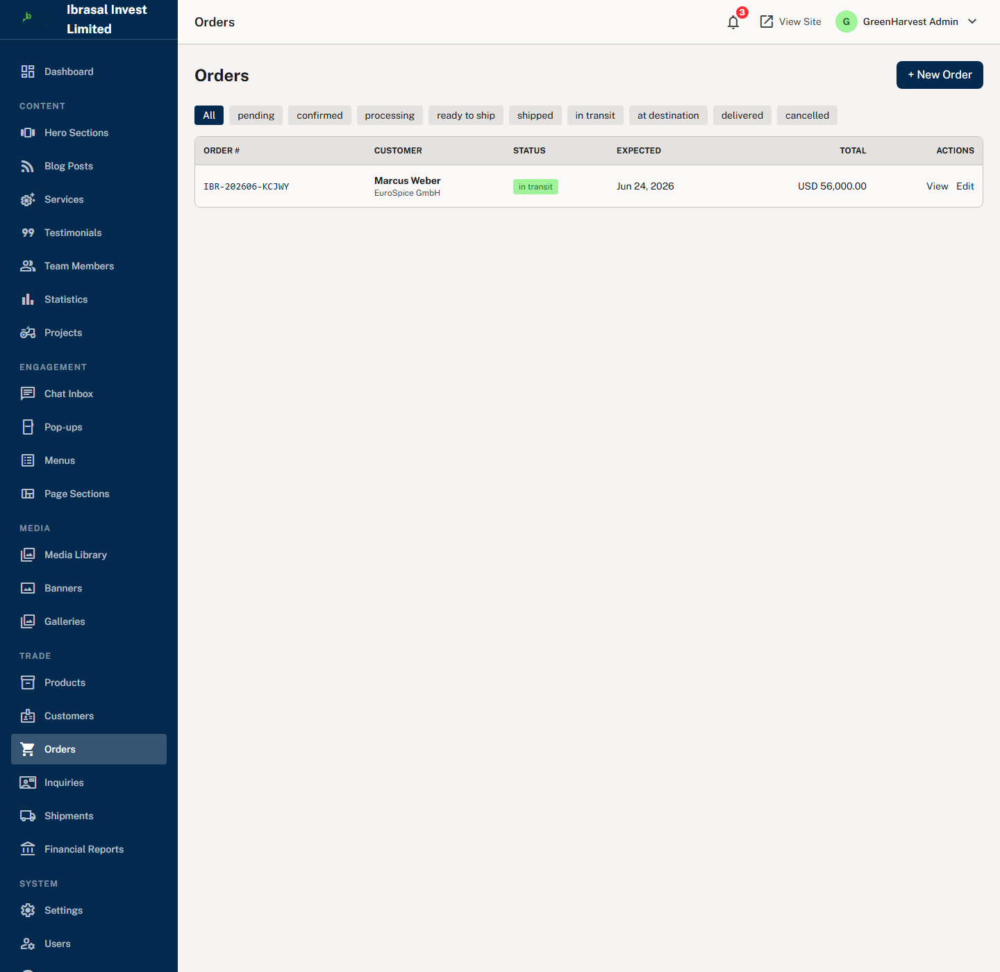 Ibrasal Invest
Limited
Dashboard
CONTENT
Hero Sections
Blog Posts
Services
Testimonials
Team Members
Statistics
Projects
ENGAGEMENT
Chat Inbox
Pop-ups
Menus
Page Sections
MEDIA
Media Library
Banners
Galleries
TRADE
Products
Customers
Orders
Inquiries
Shipments
Financial Reports
SYSTEM
Settings
Users
Orders
3
View Site
G
GreenHarvest Admin
Orders
+ New Order
All pending confirmed processing ready to ship shipped in transit at destination delivered cancelled
ORDER # CUSTOMER STATUS EXPECTED TOTAL ACTIONS
IBR-202606-KCJWY Marcus Weber in transit Jun 24, 2026 USD 56,000.00 View Edit
EuroSpice GmbH